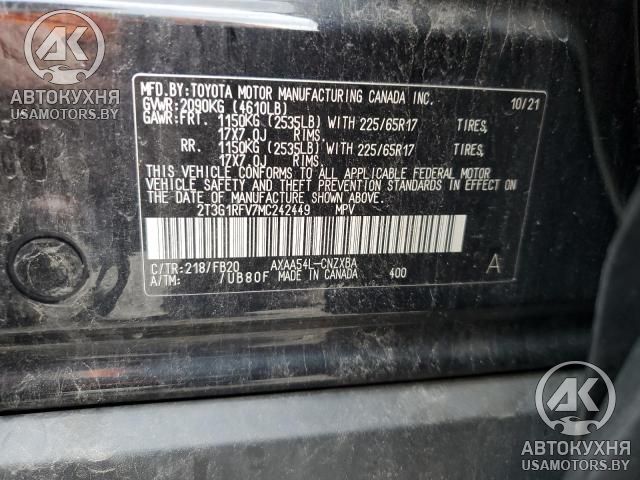 АК
АВТОКУХНЯ
USAMOTORS.BY
MFD.BY:TOYOTA MOTOR MANUFACTURING CANADA INC.
GVWR:2090KG (4610LB) 10/21
GAWR:FRT. 1150KG (2535LB) WITH 225/65R17 TIRES,
17X7.0J RIMS.
RR. 1150KG (2535LB) WITH 225/65R17 TIRES,
17X7.0J RIMS.
THIS VEHICLE CONFORMS TO ALL APPLICABLE FEDERAL MOTOR
VEHICLE SAFETY AND THEFT PREVENTION STANDARDS IN EFFECT ON
THE DATE OF MANUFACTURE SHOWN ABOVE.
2T3G1RFV7MC242449 MPV
C/TR:218/FB20 AXAA54L-CNZXBA A
A/TM: /UB80F MADE IN CANADA 400
АК
АВТОКУХНЯ
USAMOTORS.BY